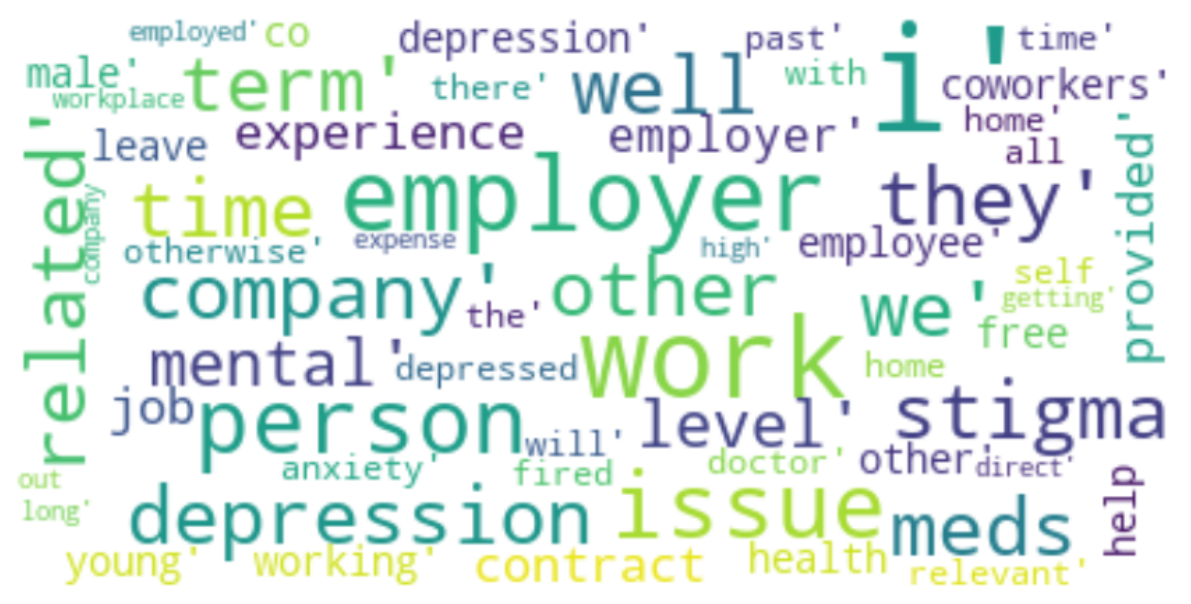 employed' co depression' past' i' time'
male' term' there' well with coworkers'
workplace
leave experience employer' home'
all
related' company time employer they' provided'
otherwise' expense high' employee'
company' the' other we' self
getting'
free
mental' depressed work home
job person will' level' stigma
anxiety' fired doctor' other' direct'
out
long' depression issue meds help
young' working' contract health relevant'